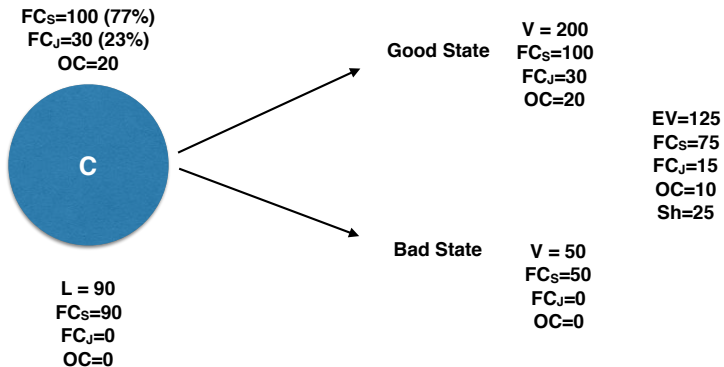 FCS=100 (77%)
FCJ=30 (23%)
OC=20
C
L = 90
FCS=90
FCJ=0
OC=0
Good State
V = 200
FCS=100
FCJ=30
OC=20
Bad State
V = 50
FCS=50
FCJ=0
OC=0
EV=125
FCS=75
FCJ=15
OC=10
Sh=25